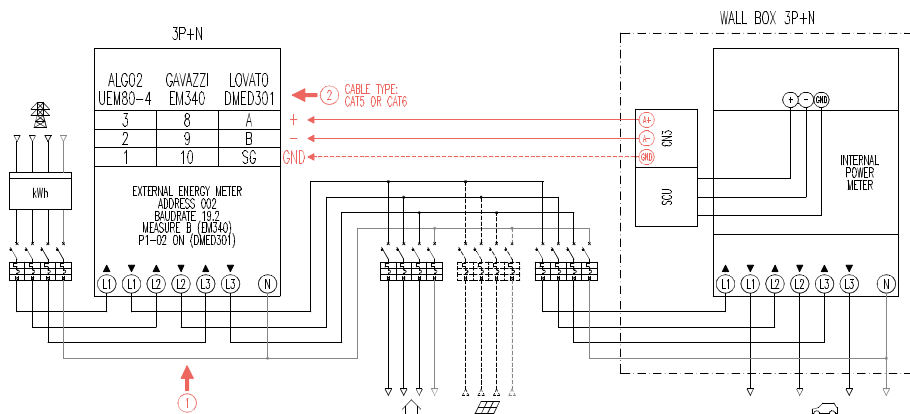 WALL BOX 3P+N
3P+N
ALGO2 GAVAZZI LOVATO
UEM80-4 EM340 DMED301
3 8 A
2 9 B
1 10 SG
2 CABLE TYPE:
CAT5 OR CAT6
+
-
GND
A+
A-
GND
CN3
SCU
+ - GND
INTERNAL
POWER
METER
kWh
EXTERNAL ENERGY METER
ADDRESS 002
BAUDRATE 19.2
MEASURE B (EM340)
P1-02 ON (DMED301)
L1 L1 L2 L2 L3 L3 N
L1 L1 L2 L2 L3 L3 N
1